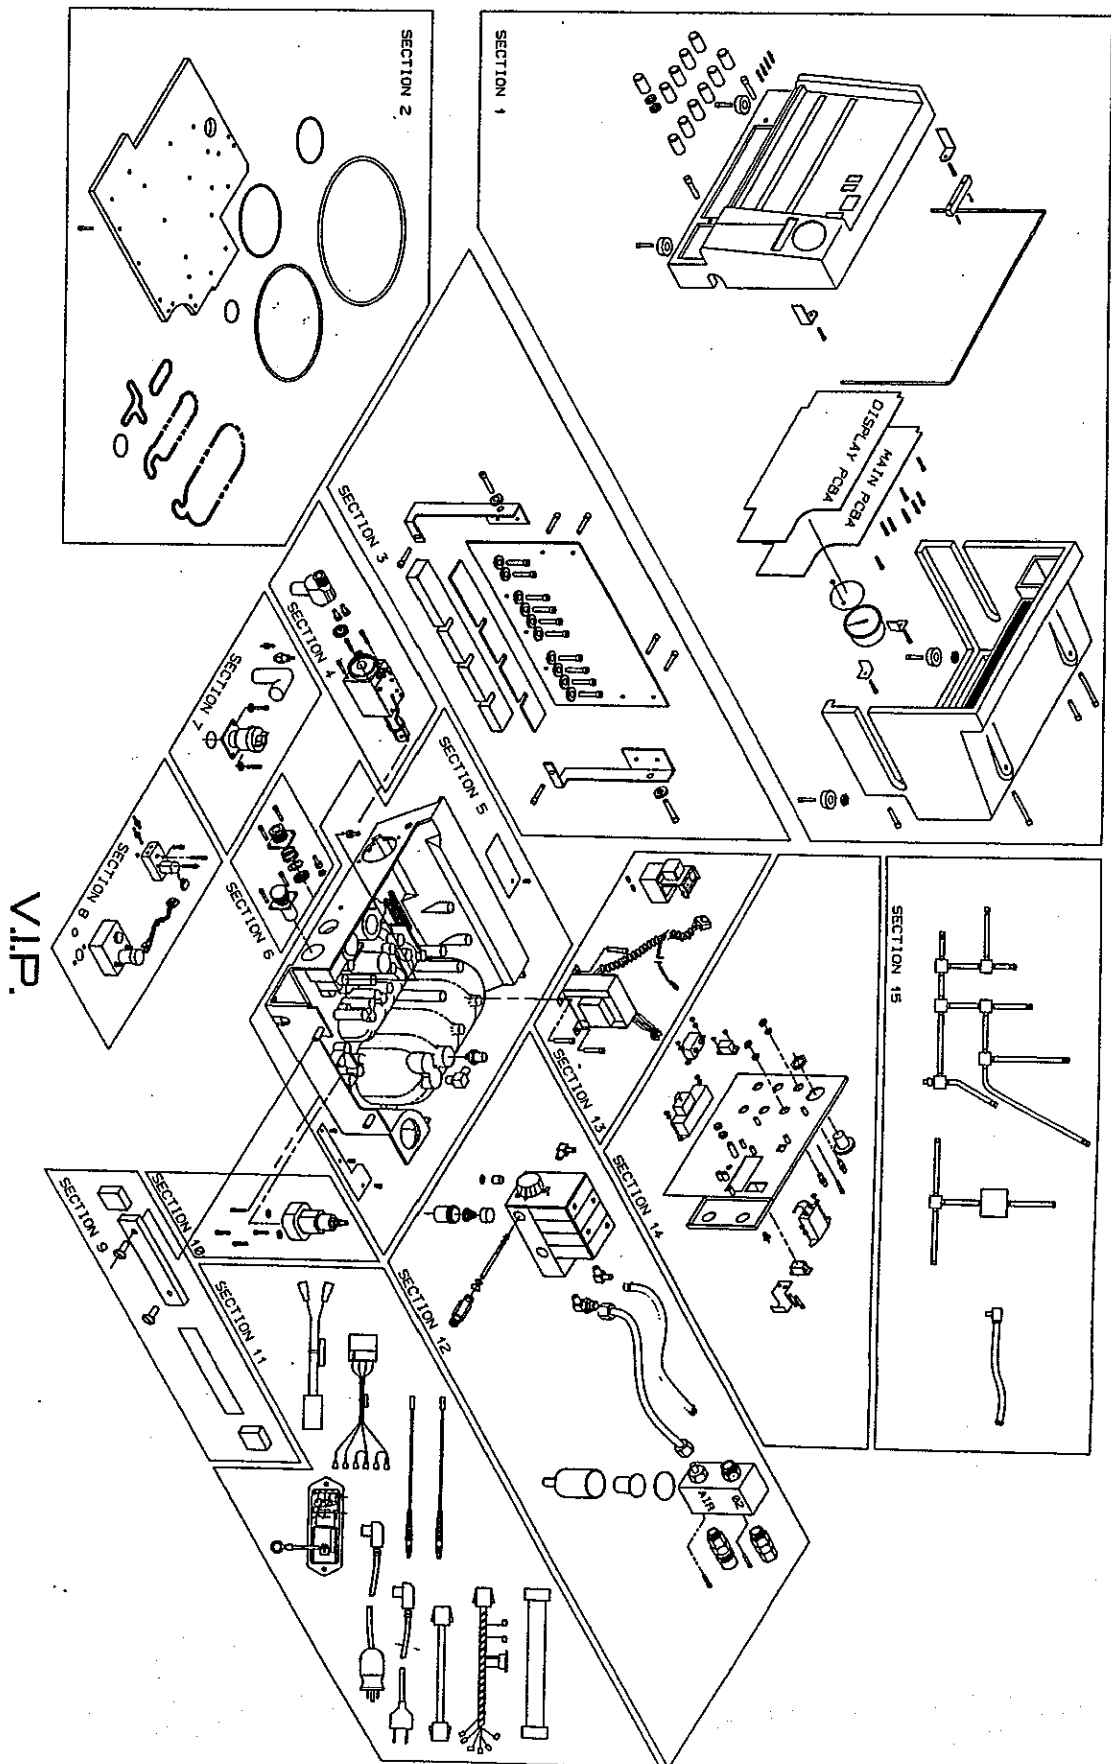 SECTION 1
SECTION 2
DISPLAY PCBA
MAIN PCBA
SECTION 3
SECTION 4
SECTION 5
SECTION 6
SECTION 7
SECTION 8
SECTION 9
SECTION 10
SECTION 11
SECTION 12
SECTION 13
SECTION 14
SECTION 15
AIR
O2
V.I.P.